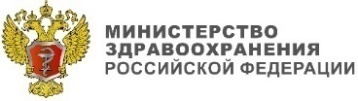 МИНИСТЕРСТВО
ЗДРАВООХРАНЕНИЯ
РОССИЙСКОЙ ФЕДЕРАЦИИ